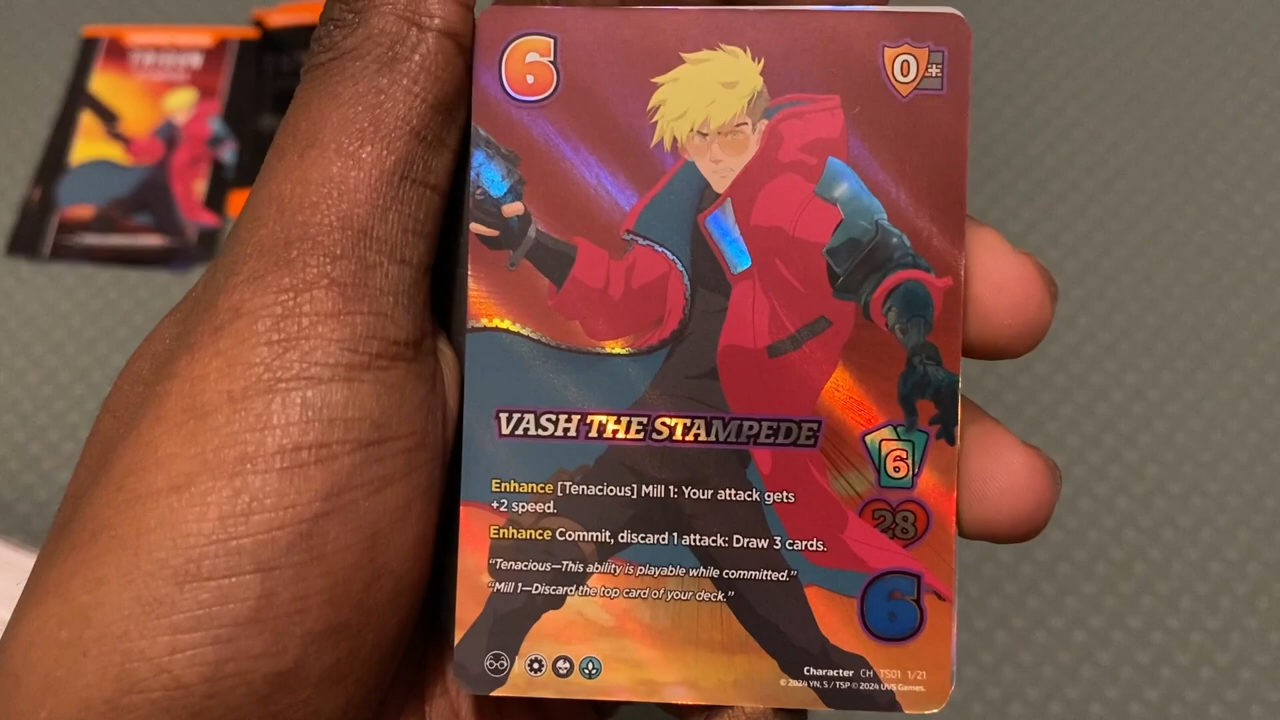 TRIGUN
6
0
VASH THE STAMPEDE
6
Enhance [Tenacious] Mill 1: Your attack gets
+2 speed.
28
Enhance Commit, discard 1 attack: Draw 3 cards.
"Tenacious—This ability is playable while committed."
"Mill 1—Discard the top card of your deck."
6
Character CH TS01 1/21
© 2024 YN, S / TSP © 2024 UVS Games.